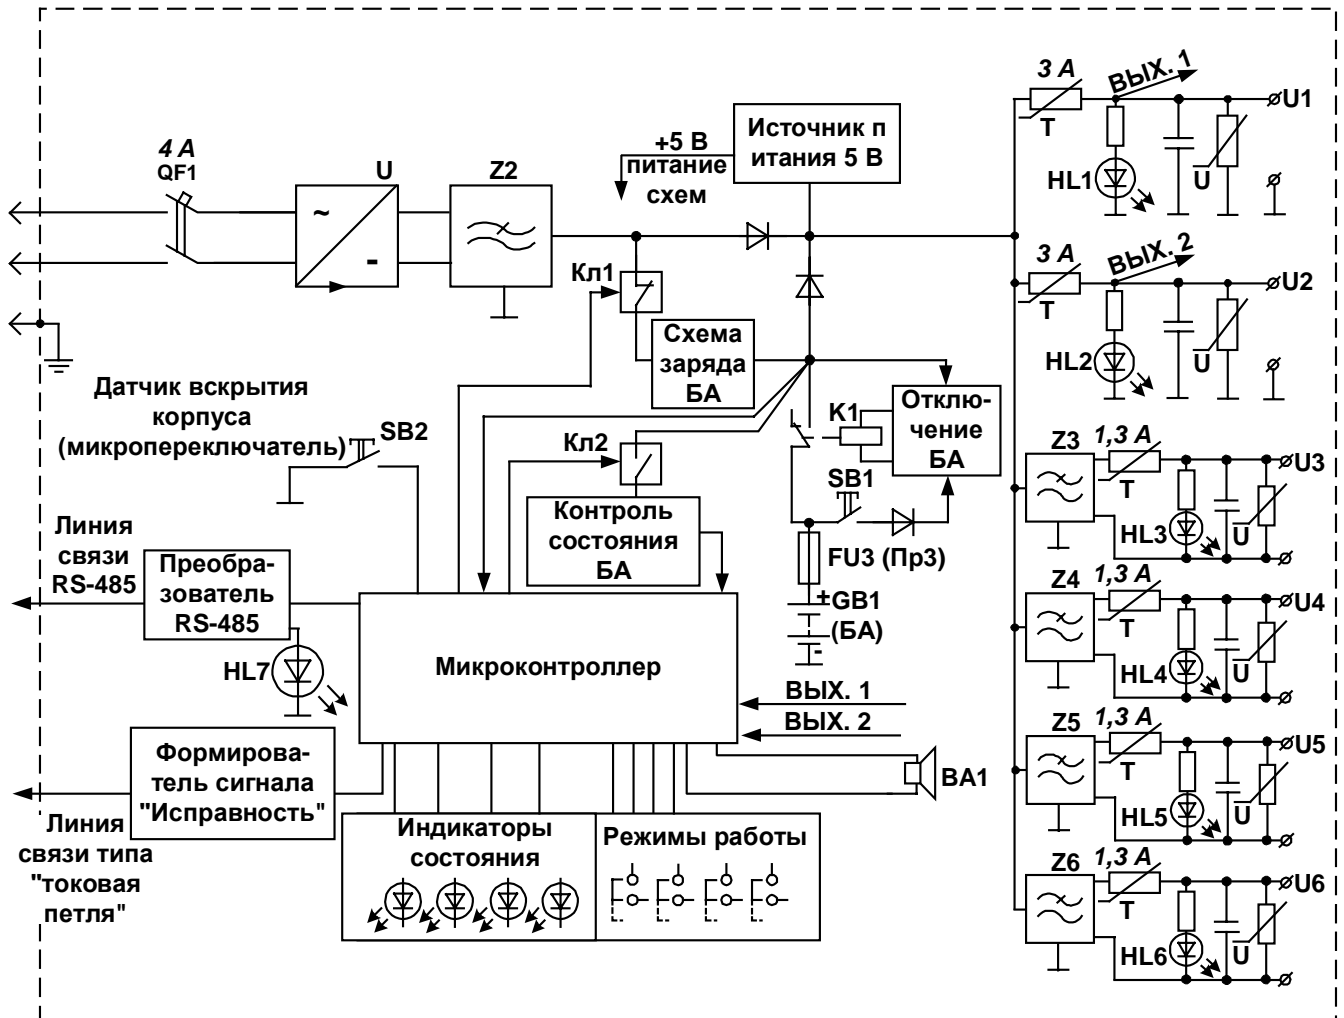 4 А
QF1
U
~
-
Z2
+5 В
питание
схем
Источник п
итания 5 В
3 А
ВЫХ. 1
U1
T
HL1
U
3 А
ВЫХ. 2
U2
T
HL2
U
Кл1
Схема
заряда
БА
K1
Отклю-
чение
БА
Датчик вскрытия
корпуса
(микропереключатель)
SB2
Кл2
SB1
Контроль
состояния
БА
FU3 (Пр3)
+
GB1
(БА)
-
Линия
связи
RS-485
Преобра-
зователь
RS-485
HL7
Микроконтроллер
ВЫХ. 1
ВЫХ. 2
BA1
Формирова-
тель сигнала
"Исправность"
Линия
связи типа
"токовая
петля"
Индикаторы
состояния
Режимы работы
Z3
1,3 А
U3
T
HL3
U
Z4
1,3 А
U4
T
HL4
U
Z5
1,3 А
U5
T
HL5
U
Z6
1,3 А
U6
T
HL6
U